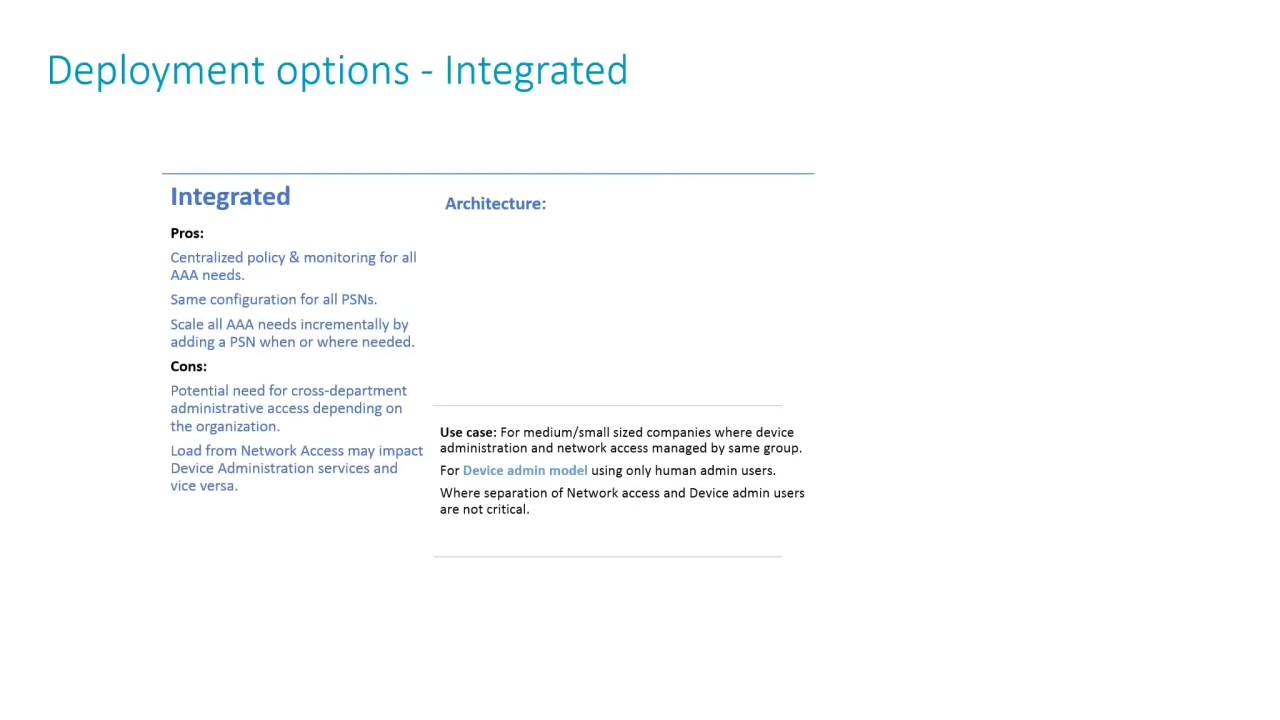 Deployment options - Integrated
Integrated
Pros:
Centralized policy & monitoring for all
AAA needs.
Same configuration for all PSNs.
Scale all AAA needs incrementally by
adding a PSN when or where needed.
Cons:
Potential need for cross-department
administrative access depending on
the organization.
Load from Network Access may impact
Device Administration services and
vice versa.
Architecture:
Use case: For medium/small sized companies where device
administration and network access managed by same group.
For Device admin model using only human admin users.
Where separation of Network access and Device admin users
are not critical.